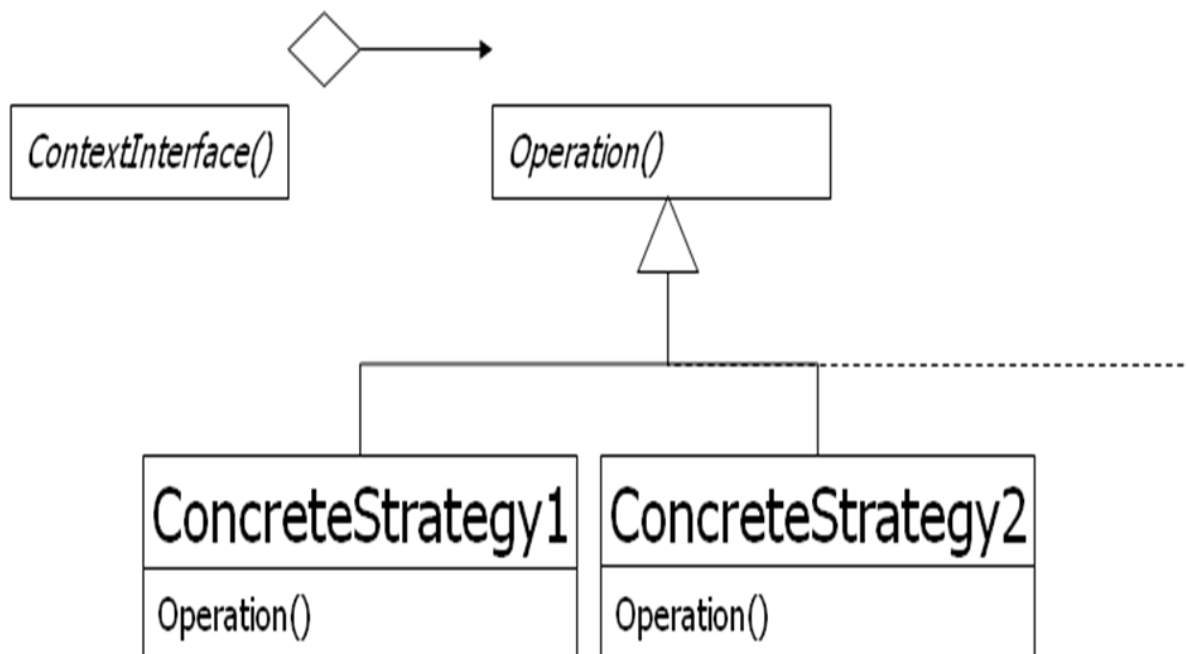 ContextInterface()
Operation()
ConcreteStrategy1
ConcreteStrategy2
Operation()
Operation()